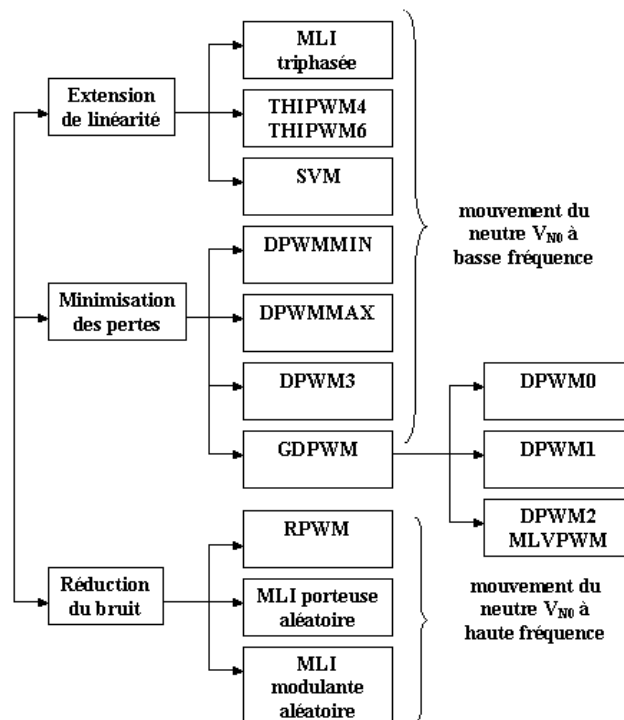 MLI
triphasée
Extension
de linéarité
THIPWM4
THIPWM6
SVM
mouvement du
neutre VN0 à
basse fréquence
DPWMMIN
Minimisation
des pertes
DPWMMAX
DPWM3
DPWM0
GDPWM
DPWM1
DPWM2
MLVPWM
RPWM
Réduction
du bruit
MLI porteuse
aléatoire
mouvement du
neutre VN0 à
haute fréquence
MLI
modulante
aléatoire